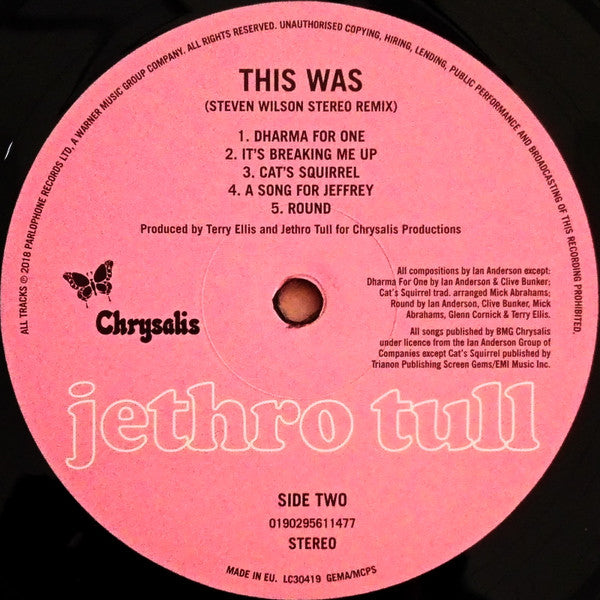 ALL TRACKS ℗ 2018 PARLOPHONE RECORDS LTD, A WARNER MUSIC GROUP COMPANY. ALL RIGHTS RESERVED. UNAUTHORISED COPYING, HIRING, LENDING, PUBLIC PERFORMANCE AND BROADCASTING OF THIS RECORDING PROHIBITED.
THIS WAS
(STEVEN WILSON STEREO REMIX)
1. DHARMA FOR ONE
2. IT'S BREAKING ME UP
3. CAT'S SQUIRREL
4. A SONG FOR JEFFREY
5. ROUND
Produced by Terry Ellis and Jethro Tull for Chrysalis Productions
Chrysalis
All compositions by Ian Anderson except:
Dharma For One by Ian Anderson & Clive Bunker;
Cat's Squirrel trad. arranged Mick Abrahams;
Round by Ian Anderson, Clive Bunker, Mick
Abrahams, Glenn Cornick & Terry Ellis.
All songs published by BMG Chrysalis
under licence from the Ian Anderson Group of
Companies except Cat's Squirrel published by
Trianon Publishing Screen Gems/EMI Music Inc.
jethro tull
SIDE TWO
0190295611477
STEREO
MADE IN EU. LC30419 GEMA/MCPS